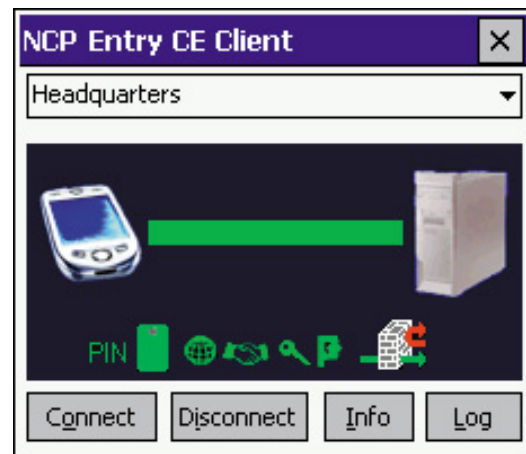 NCP Entry CE Client
Headquarters
PIN
Connect Disconnect Info Log